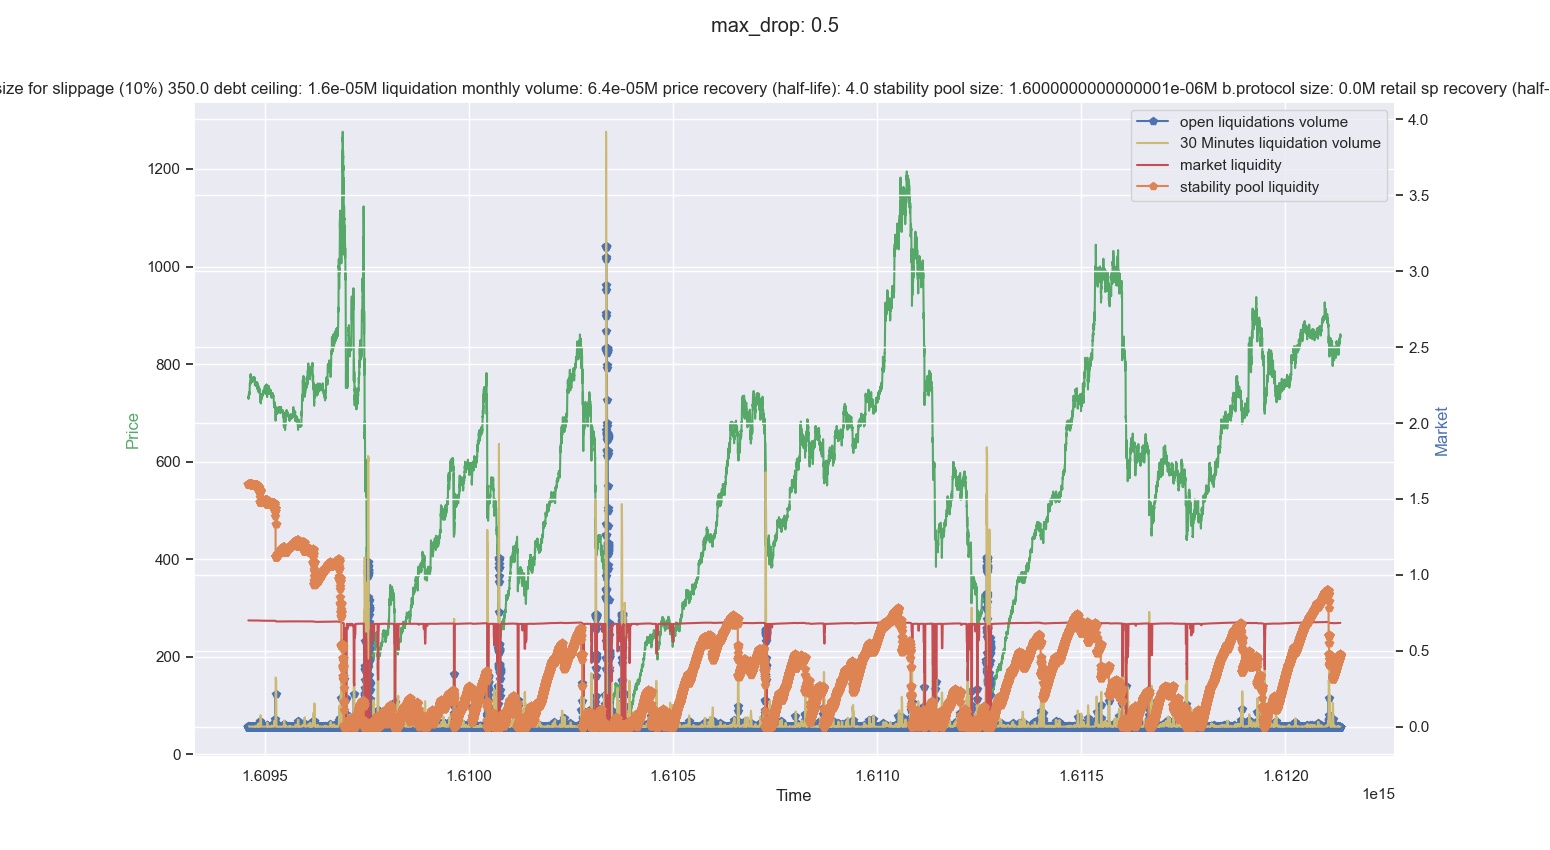 max_drop: 0.5
size for slippage (10%) 350.0 debt ceiling: 1.6e-05M liquidation monthly volume: 6.4e-05M price recovery (half-life): 4.0 stability pool size: 1.6000000000000001e-06M b.protocol size: 0.0M retail sp recovery (half-
open liquidations volume
30 Minutes liquidation volume
market liquidity
stability pool liquidity
1200
1000
800
600
400
200
0
Price
4.0
3.5
3.0
2.5
2.0
1.5
1.0
0.5
0.0
Market
1.6095 1.6100 1.6105 1.6110 1.6115 1.6120
Time
1e15